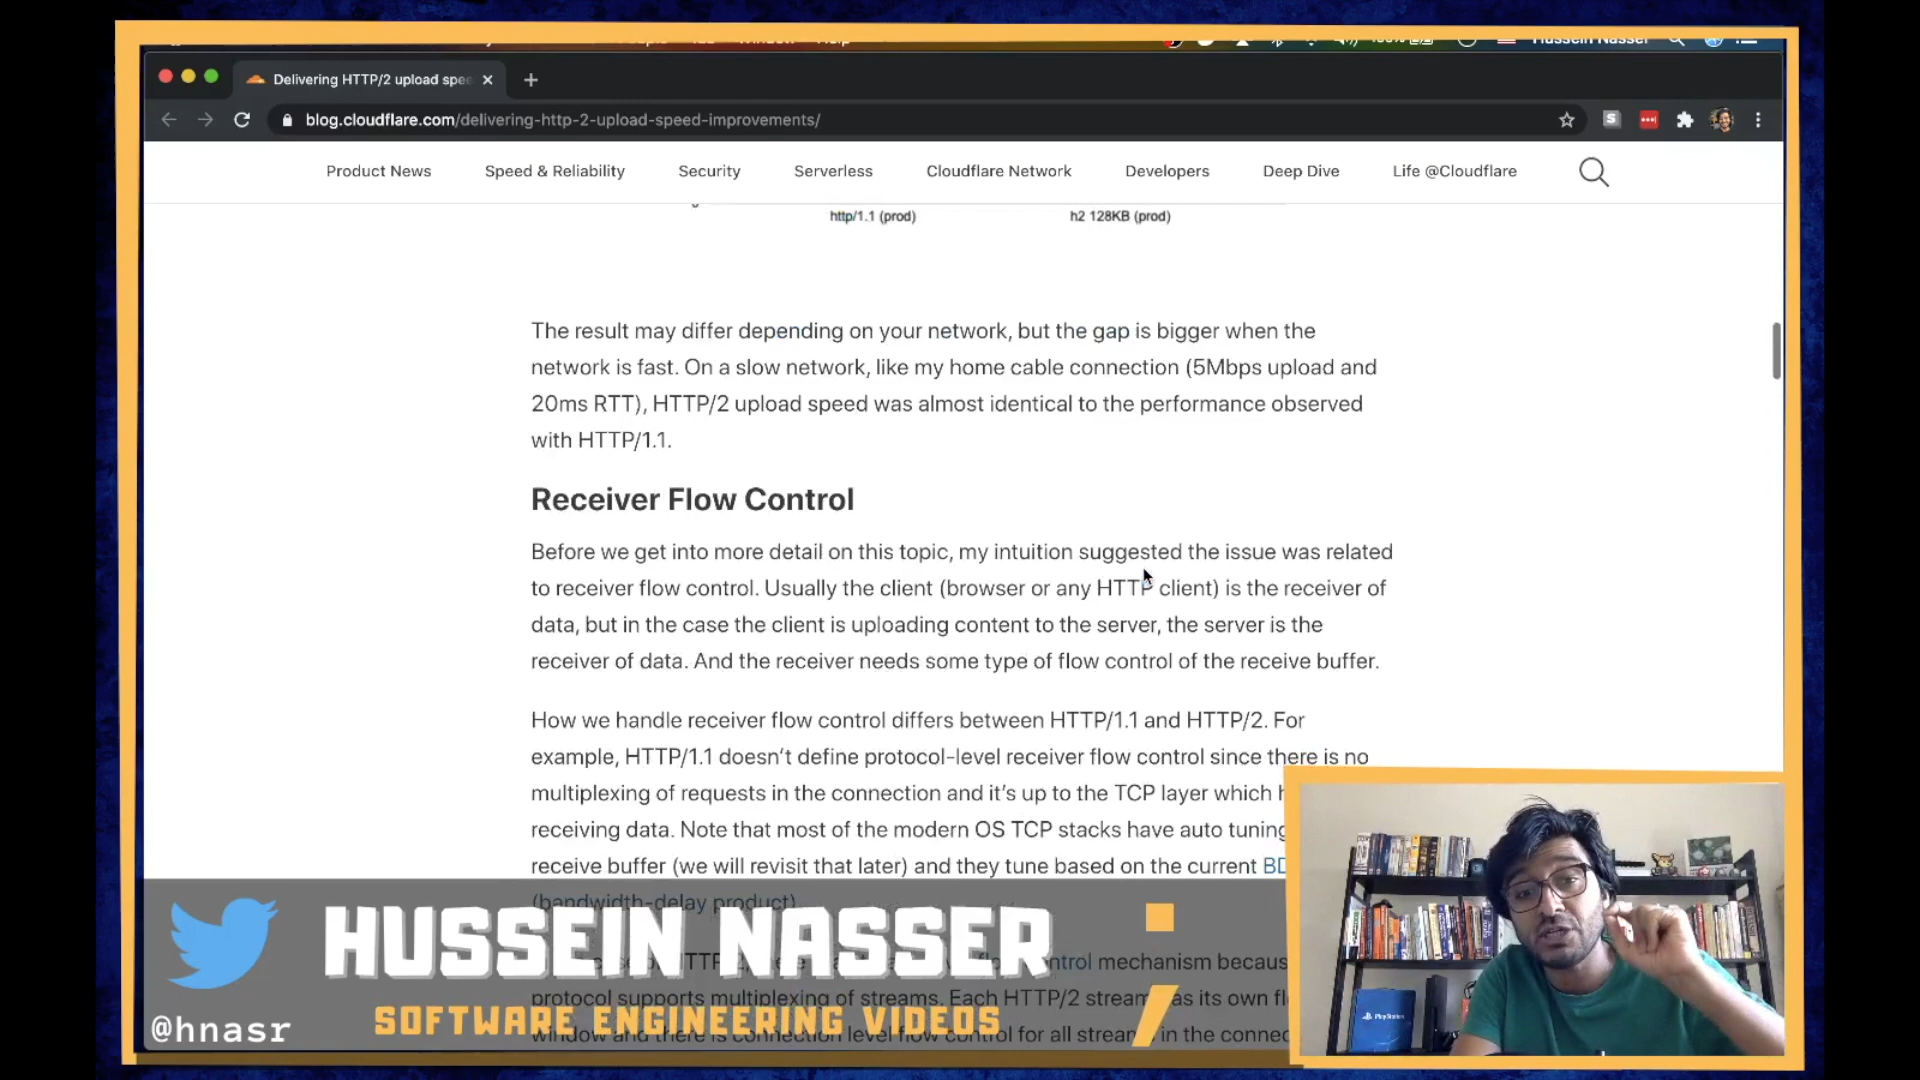 Hussein Nasser
Delivering HTTP/2 upload spee
blog.cloudflare.com/delivering-http-2-upload-speed-improvements/
Product News
Speed & Reliability
Security
Serverless
Cloudflare Network
Developers
Deep Dive
Life @Cloudflare
http/1.1 (prod)
h2 128KB (prod)
The result may differ depending on your network, but the gap is bigger when the
network is fast. On a slow network, like my home cable connection (5Mbps upload and
20ms RTT), HTTP/2 upload speed was almost identical to the performance observed
with HTTP/1.1.
Receiver Flow Control
Before we get into more detail on this topic, my intuition suggested the issue was related
to receiver flow control. Usually the client (browser or any HTTP client) is the receiver of
data, but in the case the client is uploading content to the server, the server is the
receiver of data. And the receiver needs some type of flow control of the receive buffer.
How we handle receiver flow control differs between HTTP/1.1 and HTTP/2. For
example, HTTP/1.1 doesn't define protocol-level receiver flow control since there is no
multiplexing of requests in the connection and it's up to the TCP layer which h
receiving data. Note that most of the modern OS TCP stacks have auto tuning
receive buffer (we will revisit that later) and they tune based on the current BD
(bandwidth-delay product).
HTTP/2, control mechanism becaus
protocol supports multiplexing of streams. Each HTTP/2 stream has its own fl
window and there is connection level flow control for all streams in the connec
HUSSEIN NASSER
SOFTWARE ENGINEERING VIDEOS
@hnasr
PlayStation